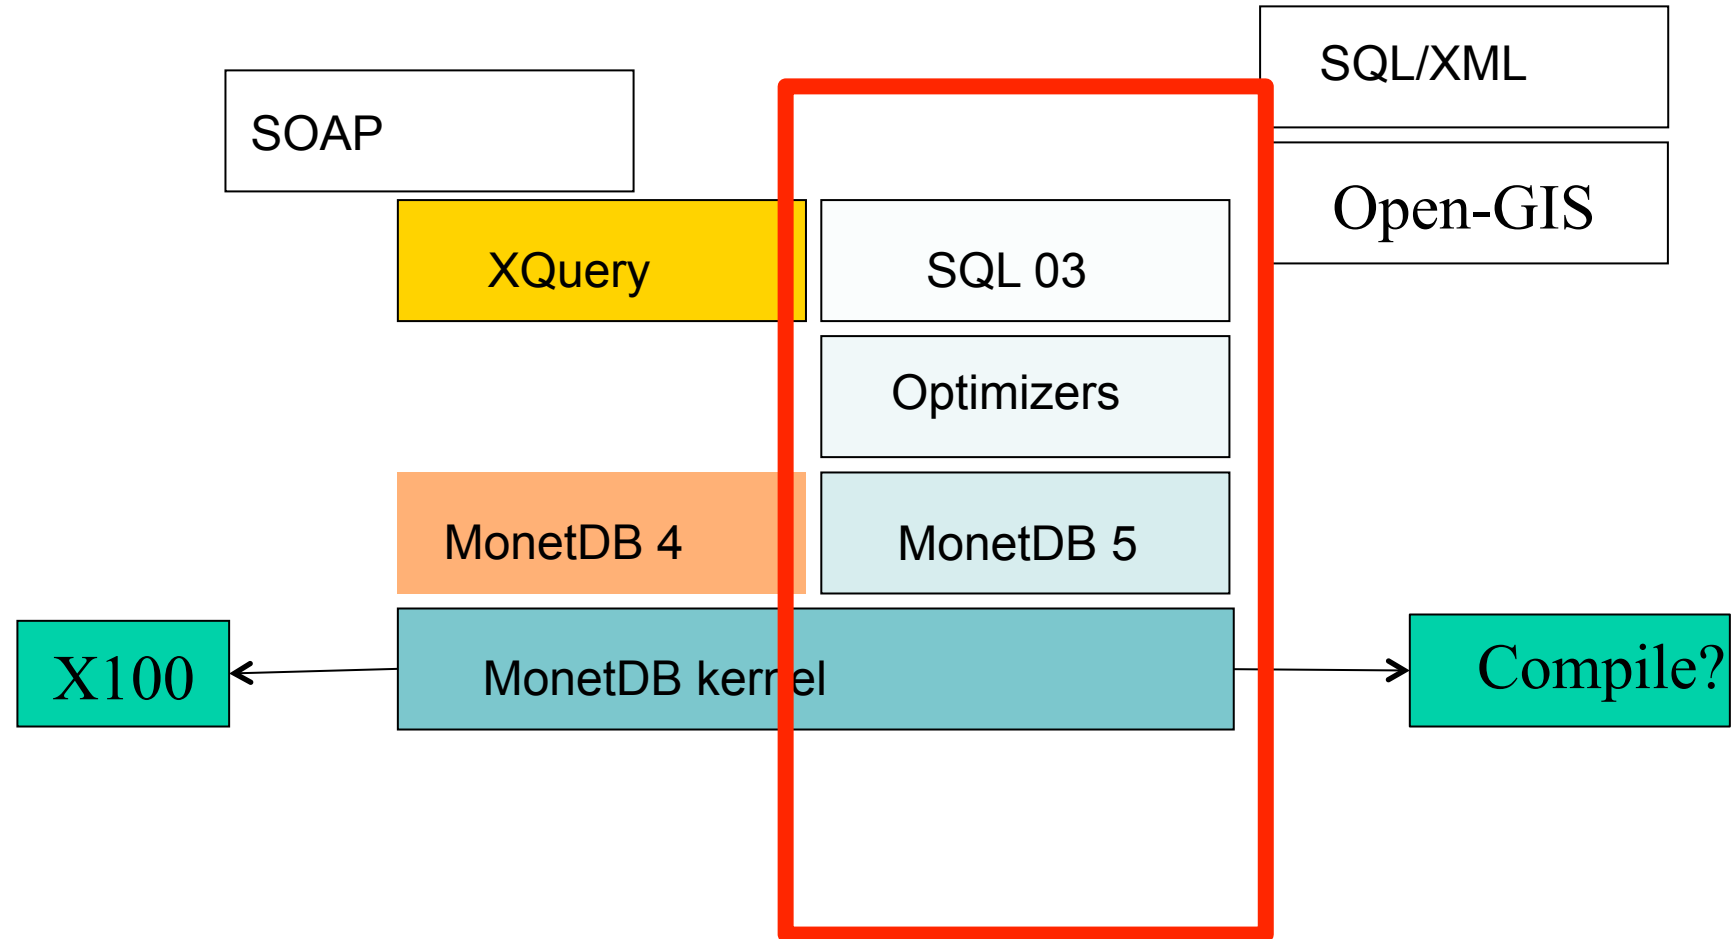 SQL/XML
SOAP
Open-GIS
XQuery
SQL 03
Optimizers
MonetDB 4
MonetDB 5
X100
MonetDB kernel
Compile?